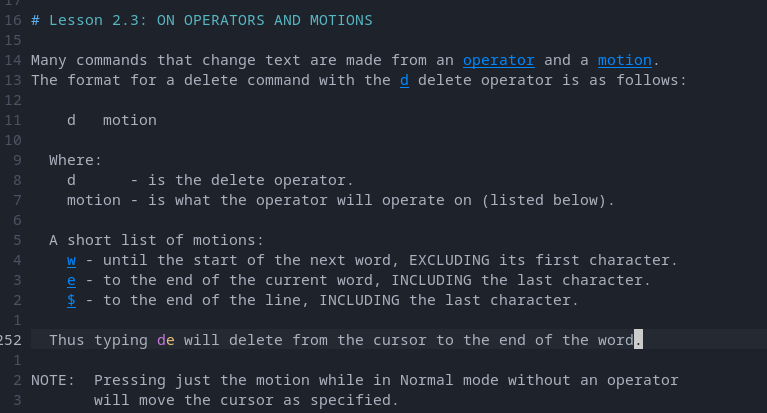 17
16 # Lesson 2.3: ON OPERATORS AND MOTIONS
15
14 Many commands that change text are made from an operator and a motion.
13 The format for a delete command with the d delete operator is as follows:
12
11     d   motion
10
9   Where:
8     d      - is the delete operator.
7     motion - is what the operator will operate on (listed below).
6
5   A short list of motions:
4     w - until the start of the next word, EXCLUDING its first character.
3     e - to the end of the current word, INCLUDING the last character.
2     $ - to the end of the line, INCLUDING the last character.
1
252   Thus typing de will delete from the cursor to the end of the word.
1
2 NOTE:  Pressing just the motion while in Normal mode without an operator
3        will move the cursor as specified.